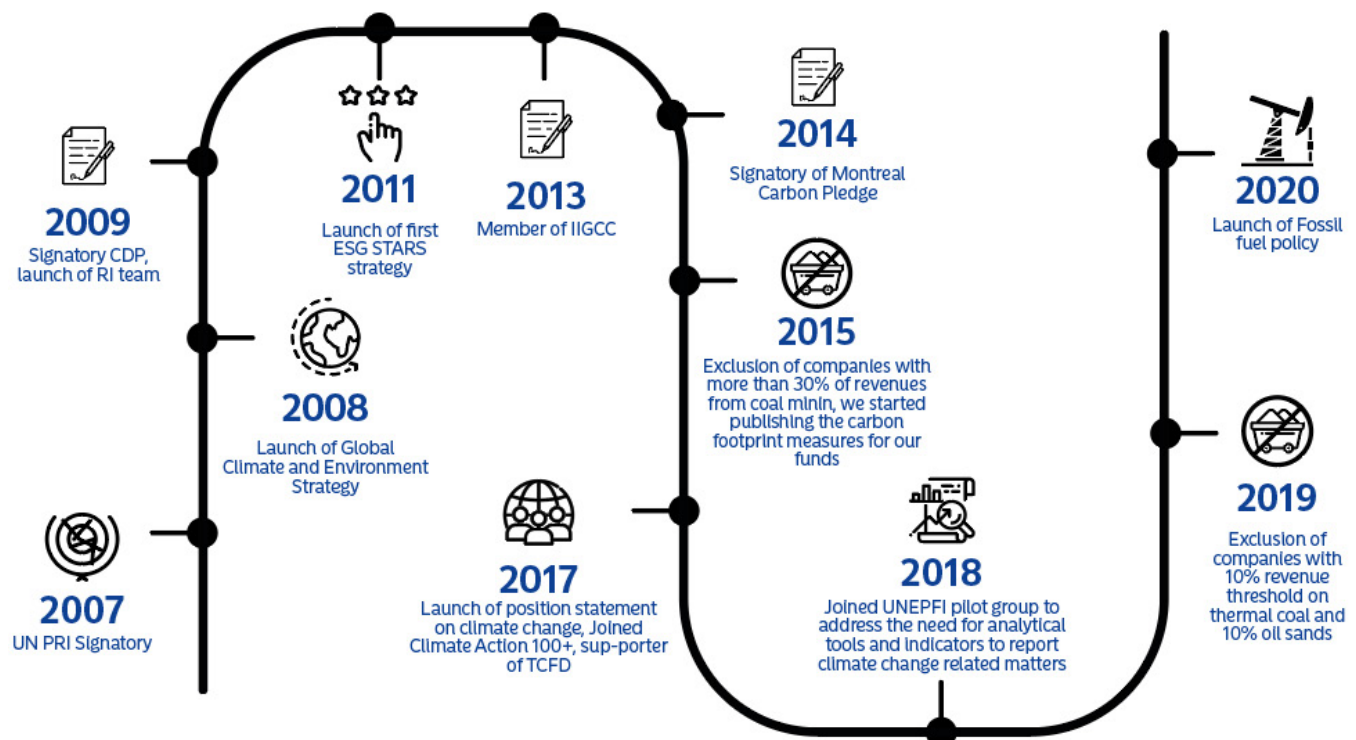 2007
UN PRI Signatory
2008
Launch of Global
Climate and Environment
Strategy
2009
Signatory CDP,
launch of RI team
2011
Launch of first
ESG STARS
strategy
2013
Member of IIGCC
2014
Signatory of Montreal
Carbon Pledge
2015
Exclusion of companies with
more than 30% of revenues
from coal minin, we started
publishing the carbon
footprint measures for our
funds
2017
Launch of position statement
on climate change, Joined
Climate Action 100+, sup-porter
of TCFD
2018
Joined UNEPFI pilot group to
address the need for analytical
tools and indicators to report
climate change related matters
2019
Exclusion of
companies with
10% revenue
threshold on
thermal coal and
10% oil sands
2020
Launch of Fossil
fuel policy